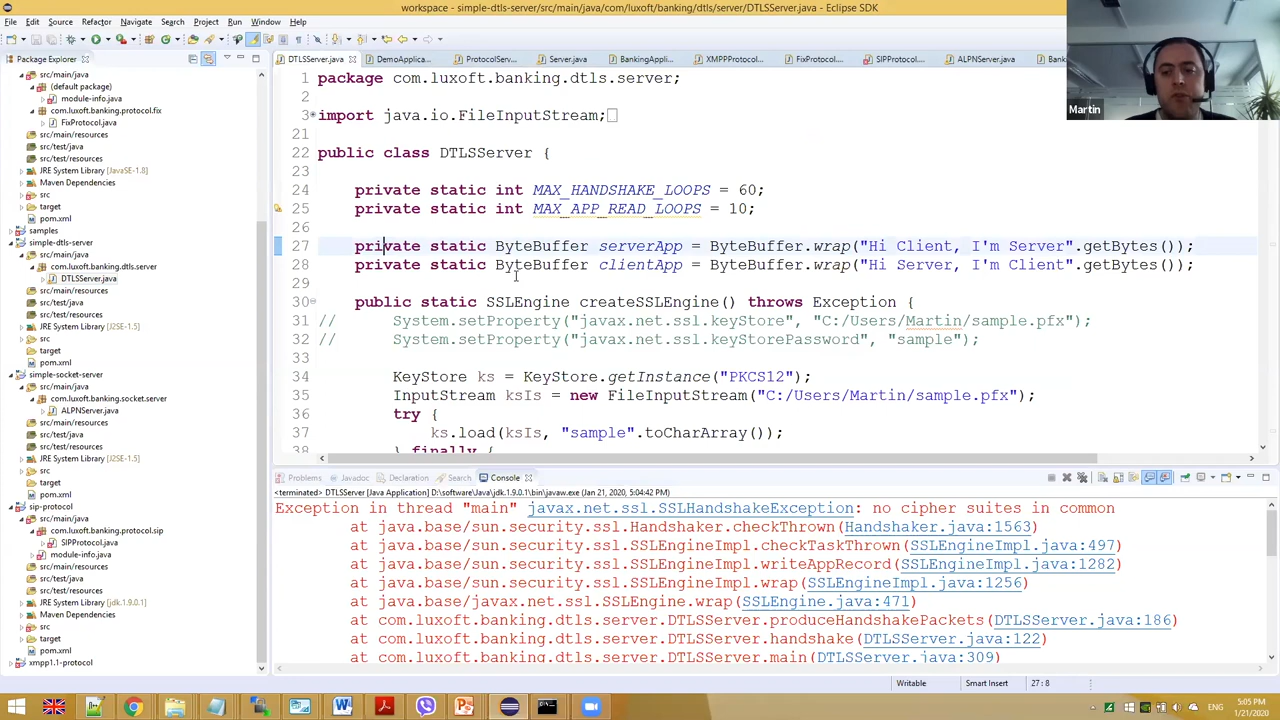 workspace - simple-dtls-server/src/main/java/com/luxoft/banking/dtls/server/DTLSServer.java - Eclipse SDK
File Edit Source Refactor Navigate Search Project Run Window Help
Package Explorer
src/main/java
(default package)
module-info.java
com.luxoft.banking.protocol.fix
FixProtocol.java
src/main/resources
src/test/java
src/test/resources
JRE System Library [JavaSE-1.8]
Maven Dependencies
src
target
pom.xml
samples
simple-dtls-server
src/main/java
com.luxoft.banking.dtls.server
DTLSServer.java
src/main/resources
src/test/java
src/test/resources
JRE System Library [J2SE-1.5]
src
target
pom.xml
simple-socket-server
src/main/java
com.luxoft.banking.socket.server
ALPNServer.java
src/main/resources
src/test/java
src/test/resources
JRE System Library [J2SE-1.5]
src
target
pom.xml
sip-protocol
src/main/java
com.luxoft.banking.protocol.sip
SIPProtocol.java
module-info.java
src/main/resources
src/test/java
src/test/resources
JRE System Library [jdk.1.9.0.1]
Maven Dependencies
src
target
pom.xml
xmpp1.1-protocol
DTLSServer.java DemoApplica... ProtocolServ... Server.java BankingAppli... XMPPProtocol... FixProtocol.... SIPProtocol.... ALPNServer.java Bank
1 package com.luxoft.banking.dtls.server;
2
3 import java.io.FileInputStream;
21
22 public class DTLSServer {
23
24 private static int MAX_HANDSHAKE_LOOPS = 60;
25 private static int MAX_APP_READ_LOOPS = 10;
26
27 private static ByteBuffer serverApp = ByteBuffer.wrap("Hi Client, I'm Server".getBytes());
28 private static ByteBuffer clientApp = ByteBuffer.wrap("Hi Server, I'm Client".getBytes());
29
30 public static SSLEngine createSSLEngine() throws Exception {
31 // System.setProperty("javax.net.ssl.keyStore", "C:/Users/Martin/sample.pfx");
32 // System.setProperty("javax.net.ssl.keyStorePassword", "sample");
33
34 KeyStore ks = KeyStore.getInstance("PKCS12");
35 InputStream ksIs = new FileInputStream("C:/Users/Martin/sample.pfx");
36 try {
37 ks.load(ksIs, "sample".toCharArray());
38 } finally {
Martin
Problems Javadoc Declaration Search Console
<terminated> DTLSServer [Java Application] D:\software\Java\jdk.1.9.0.1\bin\javaw.exe (Jan 21, 2020, 5:04:42 PM)
Exception in thread "main" javax.net.ssl.SSLHandshakeException: no cipher suites in common
at java.base/sun.security.ssl.Handshaker.checkThrown(Handshaker.java:1563)
at java.base/sun.security.ssl.SSLEngineImpl.checkTaskThrown(SSLEngineImpl.java:497)
at java.base/sun.security.ssl.SSLEngineImpl.writeAppRecord(SSLEngineImpl.java:1282)
at java.base/sun.security.ssl.SSLEngineImpl.wrap(SSLEngineImpl.java:1256)
at java.base/javax.net.ssl.SSLEngine.wrap(SSLEngine.java:471)
at com.luxoft.banking.dtls.server.DTLSServer.produceHandshakePackets(DTLSServer.java:186)
at com.luxoft.banking.dtls.server.DTLSServer.handshake(DTLSServer.java:122)
at com.luxoft.banking.dtls.server.DTLSServer.main(DTLSServer.java:309)
Writable Smart Insert 27 : 8
ENG 5:05 PM
1/21/2020